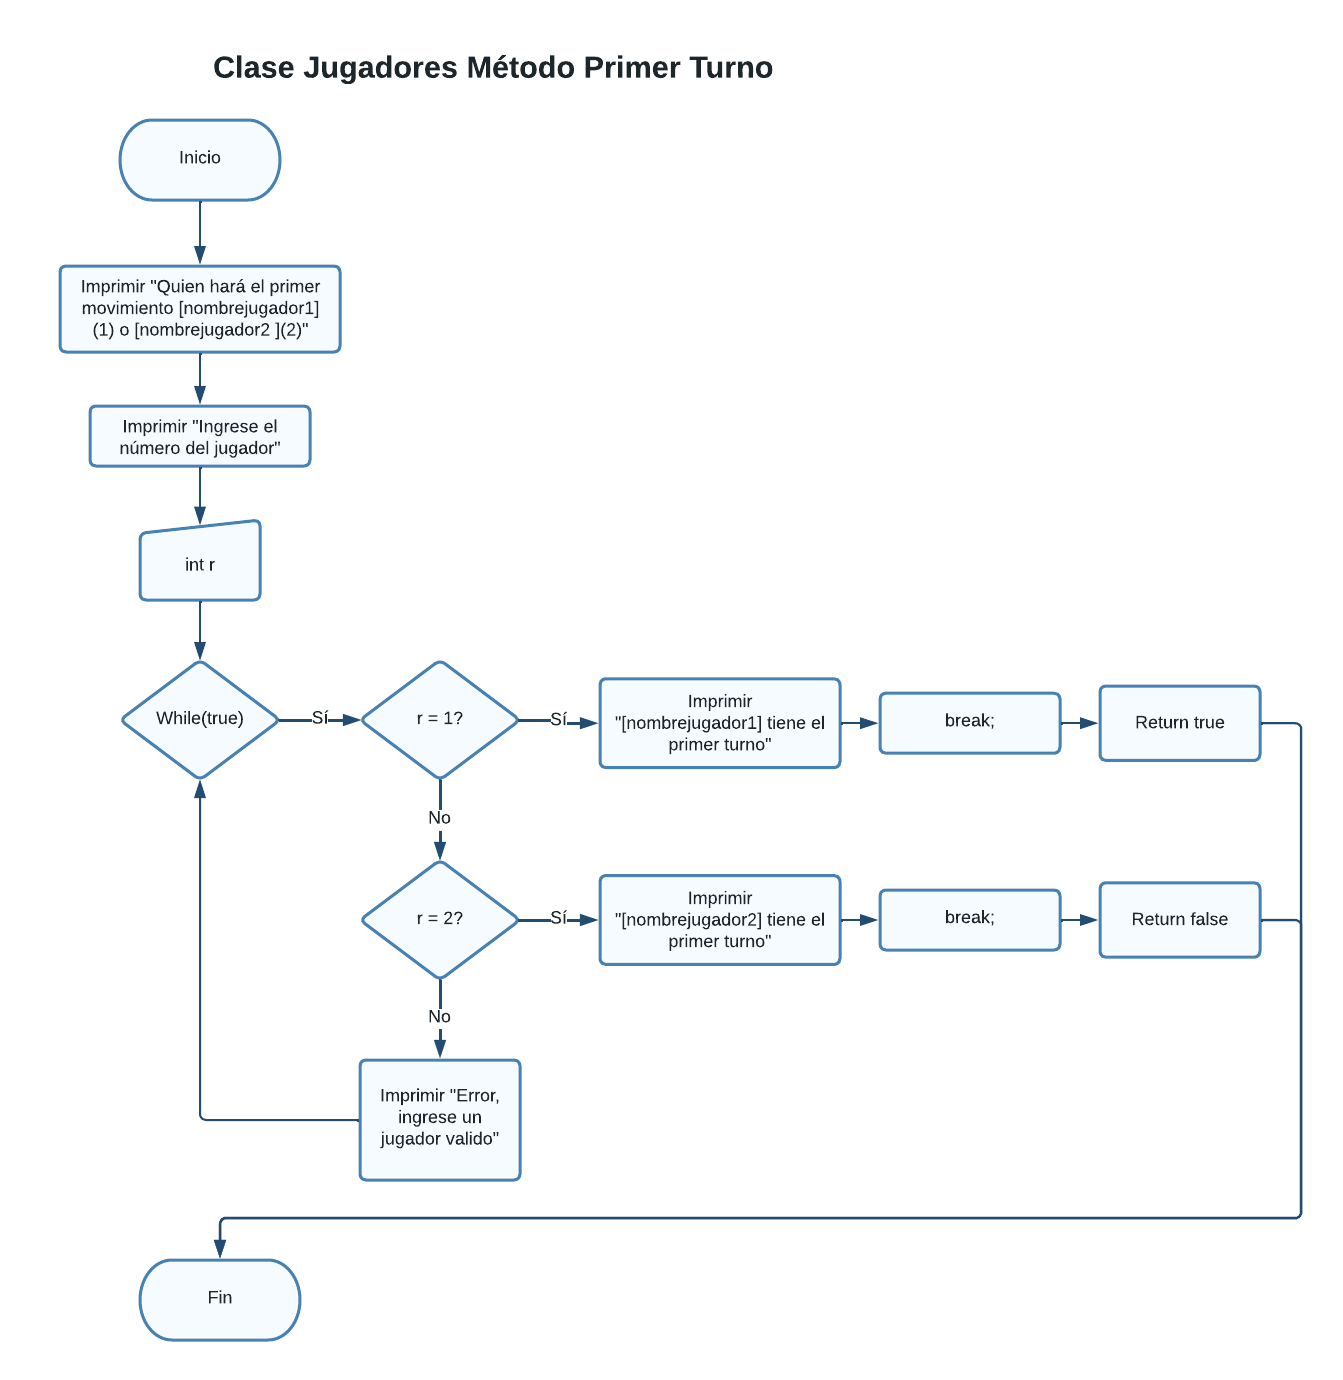 Clase Jugadores Método Primer Turno
Inicio
Imprimir "Quien hará el primer
movimiento [nombrejugador1]
(1) o [nombrejugador2 ](2)"
Imprimir "Ingrese el
número del jugador"
int r
While(true)
Sí
r = 1?
Sí
Imprimir
"[nombrejugador1] tiene el
primer turno"
break;
Return true
No
r = 2?
Sí
Imprimir
"[nombrejugador2] tiene el
primer turno"
break;
Return false
No
Imprimir "Error,
ingrese un
jugador valido"
Fin